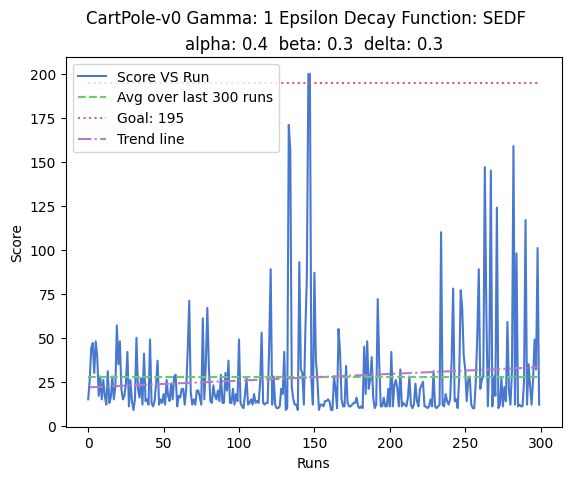 CartPole-v0 Gamma: 1 Epsilon Decay Function: SEDF
alpha: 0.4 beta: 0.3 delta: 0.3
Score VS Run
Avg over last 300 runs
Goal: 195
Trend line
Score
200
175
150
125
100
75
50
25
0
0 50 100 150 200 250 300
Runs